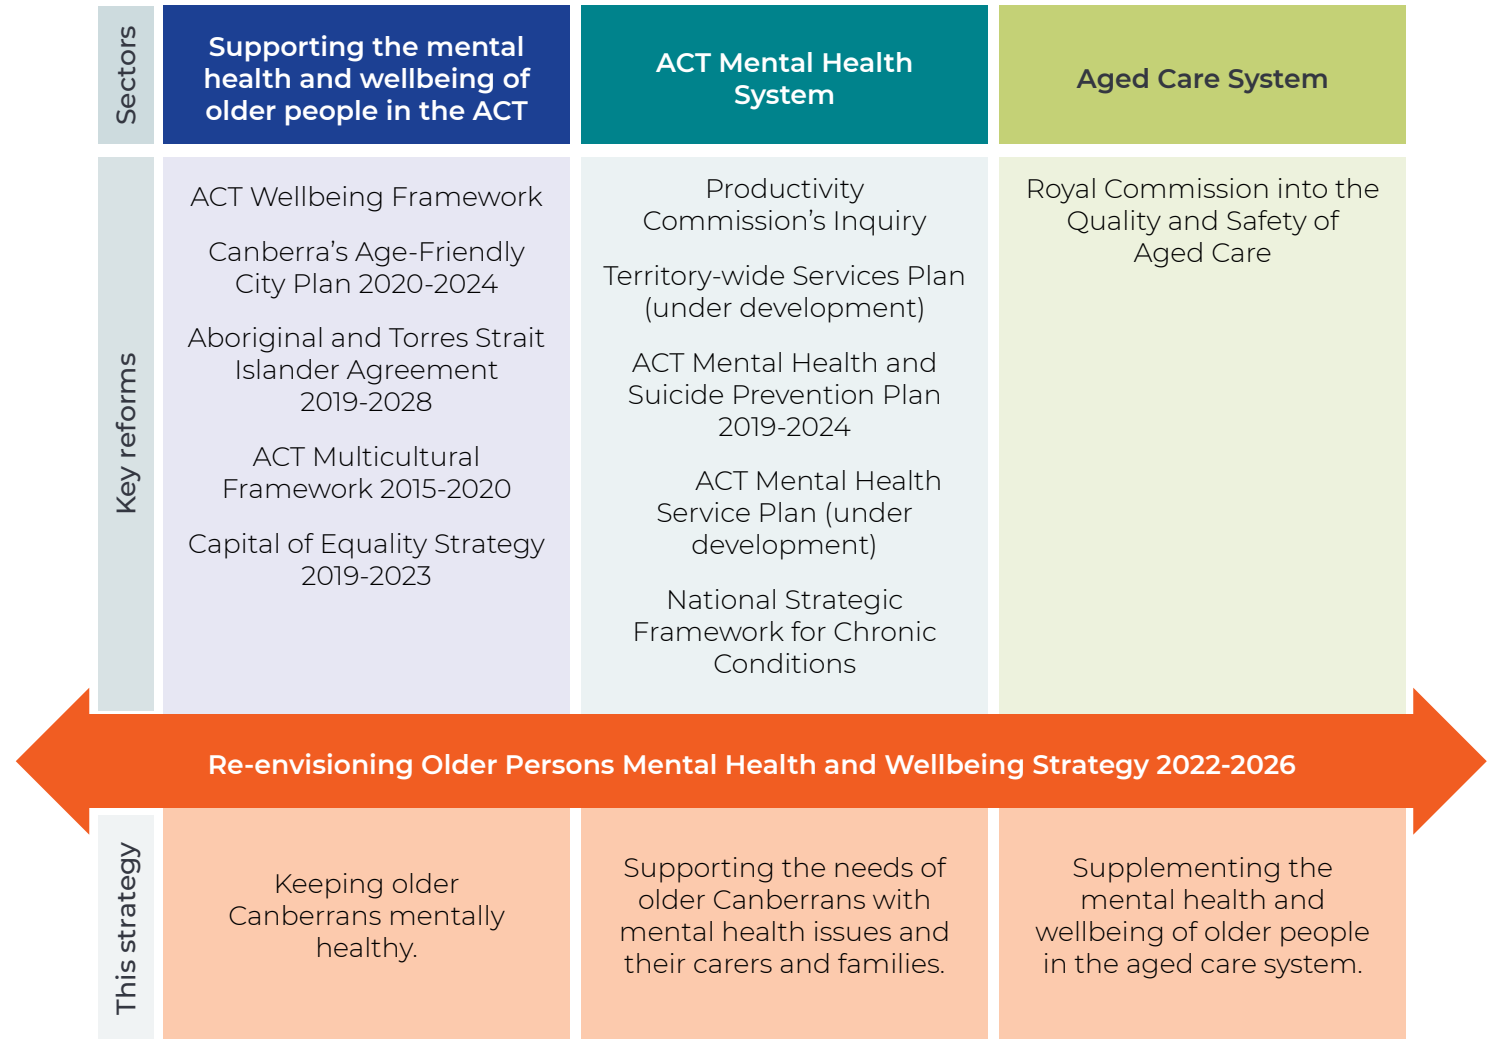 Sectors
Supporting the mental
health and wellbeing of
older people in the ACT
ACT Mental Health
System
Aged Care System
Key reforms
ACT Wellbeing Framework
Canberra’s Age-Friendly
City Plan 2020-2024
Aboriginal and Torres Strait
Islander Agreement
2019-2028
ACT Multicultural
Framework 2015-2020
Capital of Equality Strategy
2019-2023
Productivity
Commission’s Inquiry
Territory-wide Services Plan
(under development)
ACT Mental Health and
Suicide Prevention Plan
2019-2024
ACT Mental Health
Service Plan (under
development)
National Strategic
Framework for Chronic
Conditions
Royal Commission into the
Quality and Safety of
Aged Care
Re-envisioning Older Persons Mental Health and Wellbeing Strategy 2022-2026
This strategy
Keeping older
Canberrans mentally
healthy.
Supporting the needs of
older Canberrans with
mental health issues and
their carers and families.
Supplementing the
mental health and
wellbeing of older people
in the aged care system.